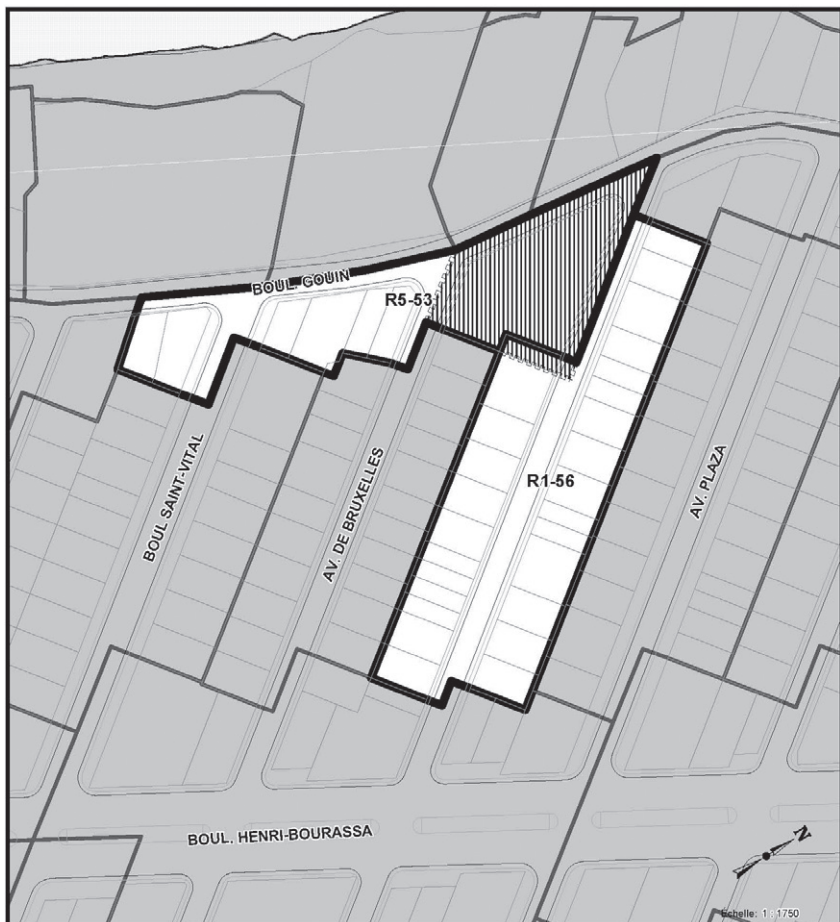 BOUL. GOUIN
R5-53
BOUL SAINT-VITAL
AV. DE BRUXELLES
R1-56
AV. PLAZA
BOUL. HENRI-BOURASSA
N
Echelle: 1 : 1750